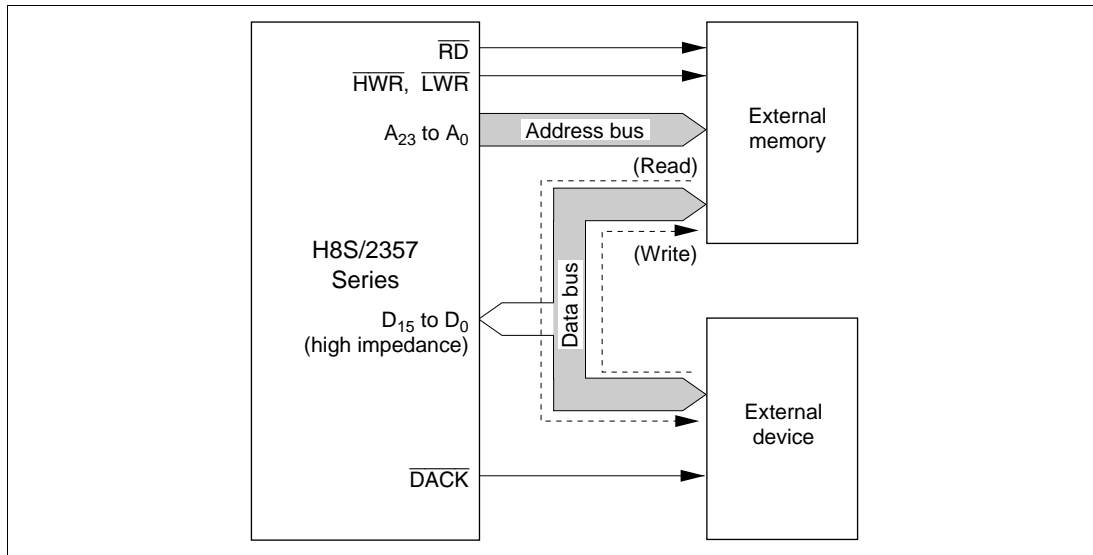 RD
HWR, LWR
A23 to A0
Address bus
External
memory
(Read)
(Write)
H8S/2357
Series
Data bus
D15 to D0
(high impedance)
External
device
DACK